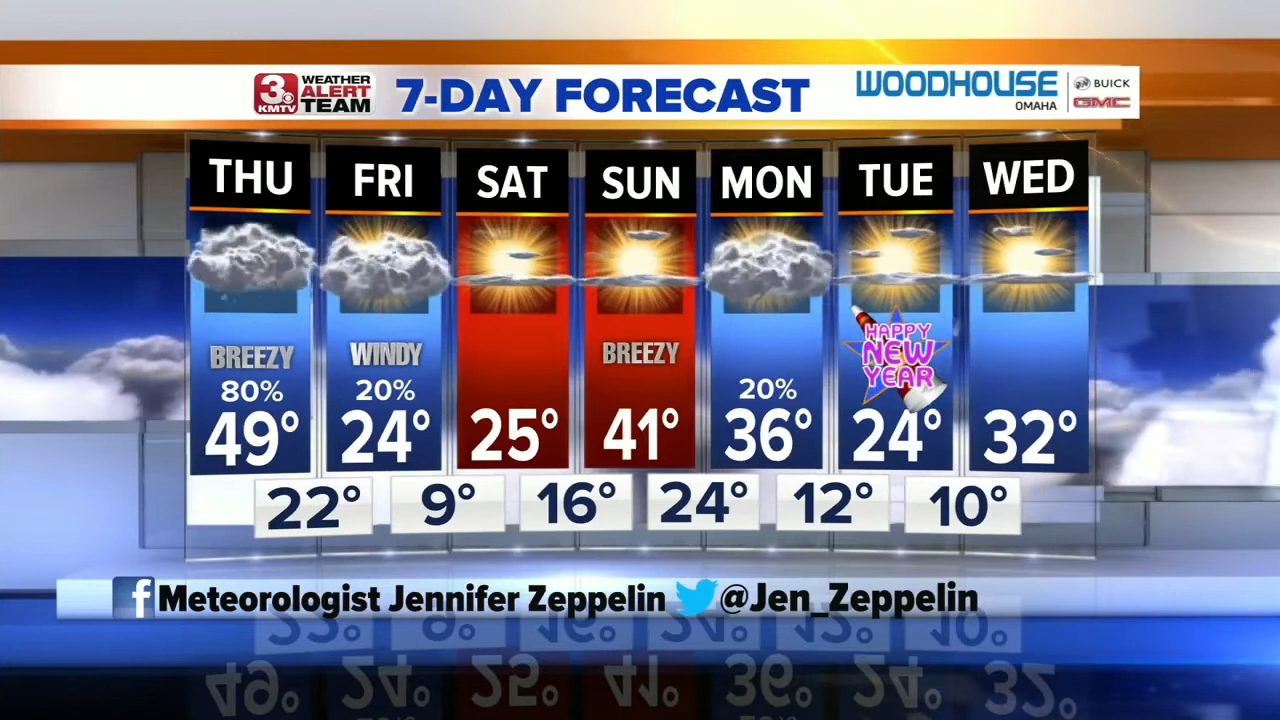 3 KMTV WEATHER ALERT TEAM 7-DAY FORECAST WOODHOUSE OMAHA BUICK GMC
THU FRI SAT SUN MON TUE WED
HAPPY
NEW
YEAR
BREEZY WINDY BREEZY
80% 20% 20%
49° 24° 25° 41° 36° 24° 32°
22° 9° 16° 24° 12° 10°
f Meteorologist Jennifer Zeppelin @Jen_Zeppelin